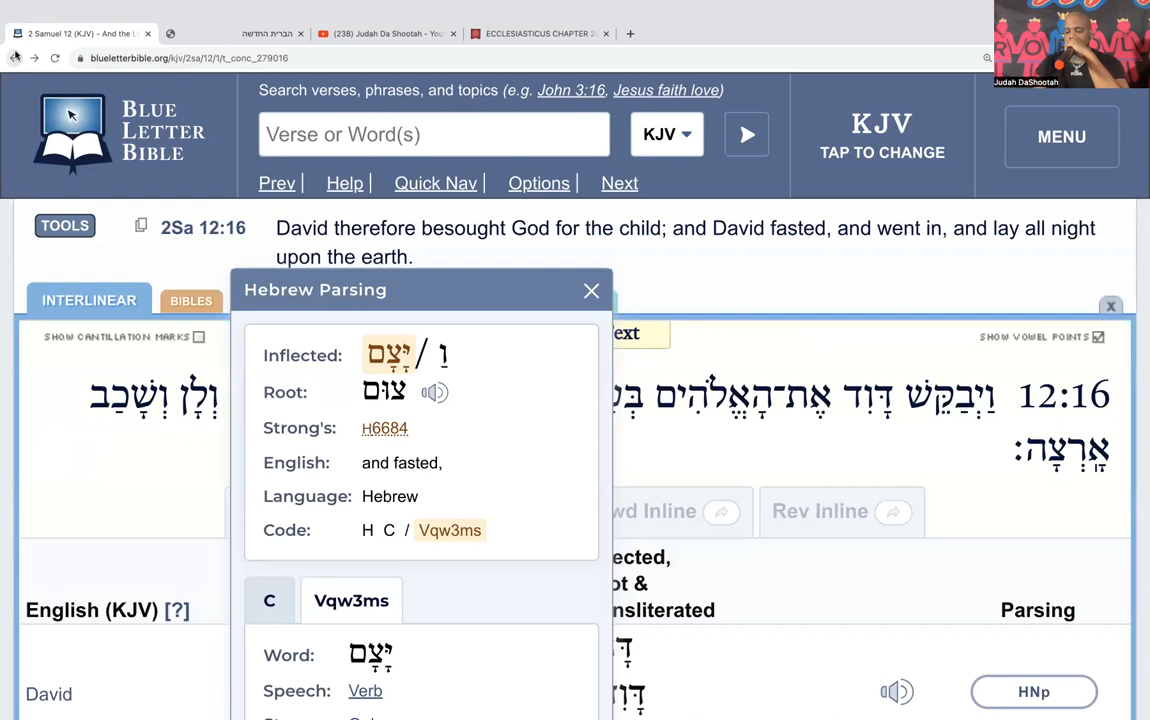 2 Samuel 12 (KJV) - And the L
הברית החדשה
(238) Judah Da Shootah - You
ECCLESIASTICUS CHAPTER 2
blueletterbible.org/kjv/2sa/12/1/t_conc_279016
Judah DaShootah
BLUE
LETTER
BIBLE
Search verses, phrases, and topics (e.g. John 3:16, Jesus faith love)
Verse or Word(s)
KJV
KJV
TAP TO CHANGE
MENU
Prev | Help | Quick Nav | Options | Next
TOOLS
2Sa 12:16
David therefore besought God for the child; and David fasted, and went in, and lay all night
upon the earth.
INTERLINEAR
BIBLES
x
SHOW CANTILLATION MARKS
ext
SHOW VOWEL POINTS
12:16 וַיְבַקֵּשׁ דָּוִד אֶת־הָאֱלֹהִים
וְלָן וְשָׁכַב
אָֽרְצָה׃
Hebrew Parsing
Inflected: וַ / יָּצָם
Root: צוּם
Strong's: H6684
English: and fasted,
Language: Hebrew
Code: H C / Vqw3ms
C
Vqw3ms
Word: יָּצָם
Speech: Verb
wd Inline
Rev Inline
English (KJV) [?]
ected,
ot &
nsliterated
Parsing
David
HNp